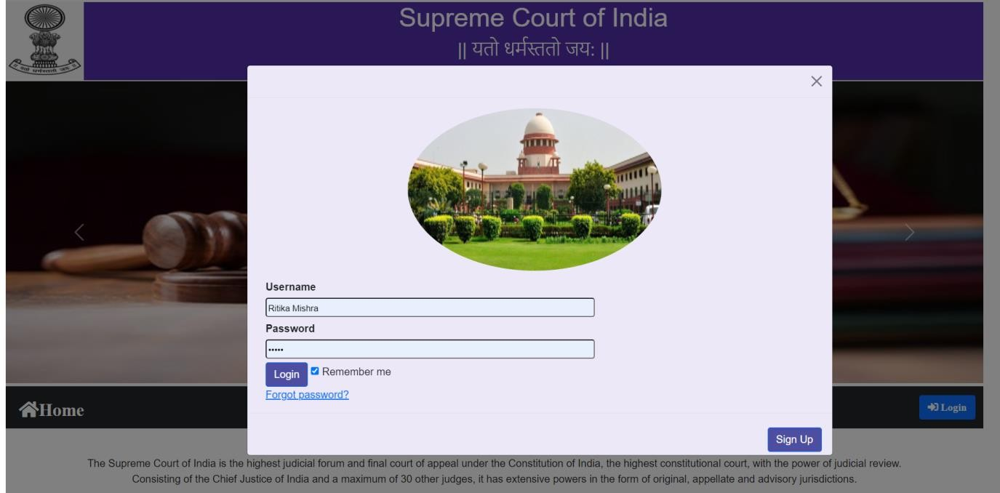 Supreme Court of India
|| यतो धर्मस्ततो जय: ||
Username
Ritika Mishra
Password
•••••
Login
Remember me
Forgot password?
Home
Login
Sign Up
The Supreme Court of India is the highest judicial forum and final court of appeal under the Constitution of India, the highest constitutional court, with the power of judicial review.
Consisting of the Chief Justice of India and a maximum of 30 other judges, it has extensive powers in the form of original, appellate and advisory jurisdictions.